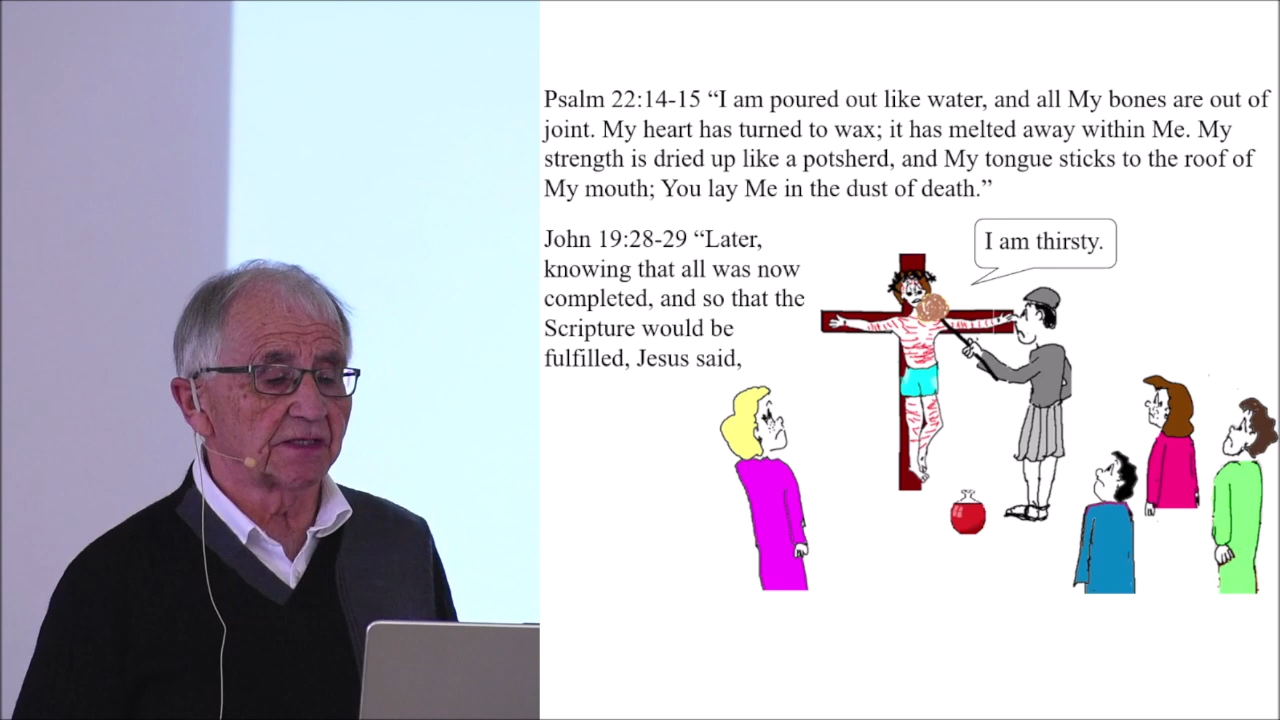 Psalm 22:14-15 “I am poured out like water, and all My bones are out of
joint. My heart has turned to wax; it has melted away within Me. My
strength is dried up like a potsherd, and My tongue sticks to the roof of
My mouth; You lay Me in the dust of death.”
John 19:28-29 “Later,
knowing that all was now
completed, and so that the
Scripture would be
fulfilled, Jesus said,
I am thirsty.